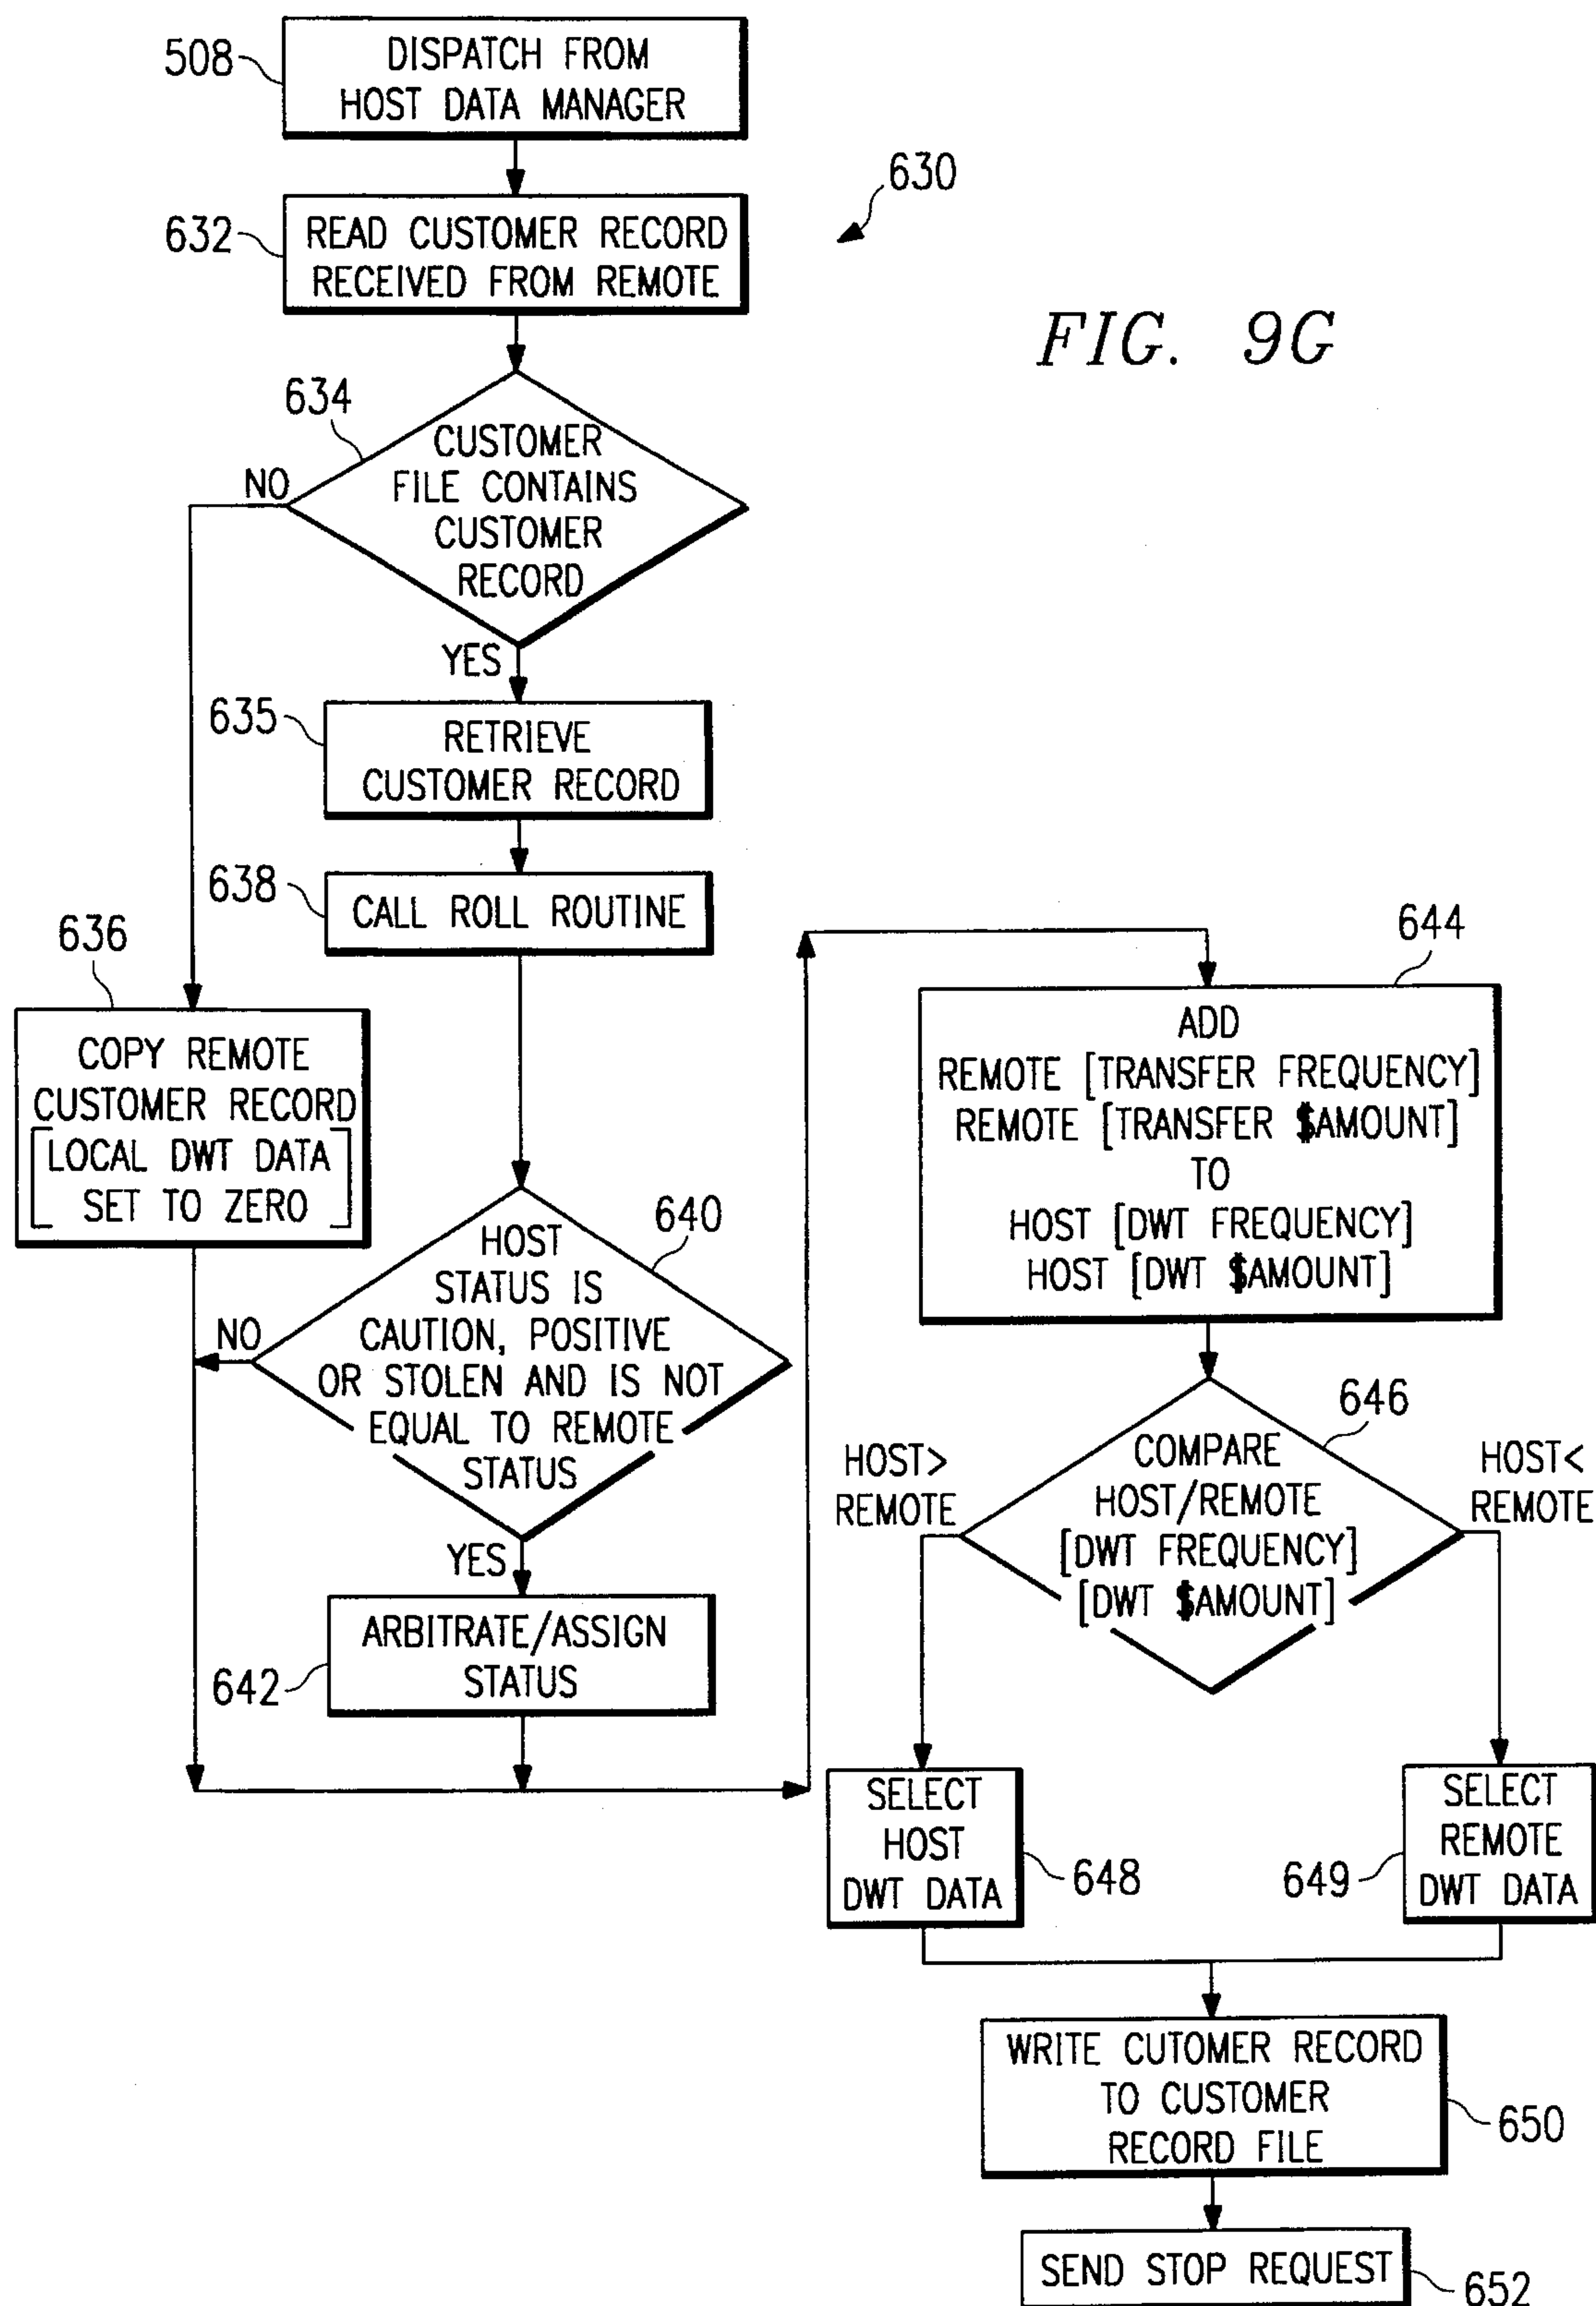 508
DISPATCH FROM
HOST DATA MANAGER
630
632
READ CUSTOMER RECORD
RECEIVED FROM REMOTE
FIG. 9G
634
CUSTOMER
FILE CONTAINS
CUSTOMER
RECORD
NO
YES
635
RETRIEVE
CUSTOMER RECORD
638
CALL ROLL ROUTINE
636
COPY REMOTE
CUSTOMER RECORD
[LOCAL DWT DATA
SET TO ZERO]
640
HOST
STATUS IS
CAUTION, POSITIVE
OR STOLEN AND IS NOT
EQUAL TO REMOTE
STATUS
NO
YES
642
ARBITRATE/ASSIGN
STATUS
644
ADD
REMOTE [TRANSFER FREQUENCY]
REMOTE [TRANSFER $AMOUNT]
TO
HOST [DWT FREQUENCY]
HOST [DWT $AMOUNT]
646
COMPARE
HOST/REMOTE
[DWT FREQUENCY]
[DWT $AMOUNT]
HOST>
REMOTE
HOST<
REMOTE
SELECT
HOST
DWT DATA
648
SELECT
REMOTE
DWT DATA
649
WRITE CUTOMER RECORD
TO CUSTOMER
RECORD FILE
650
SEND STOP REQUEST
652